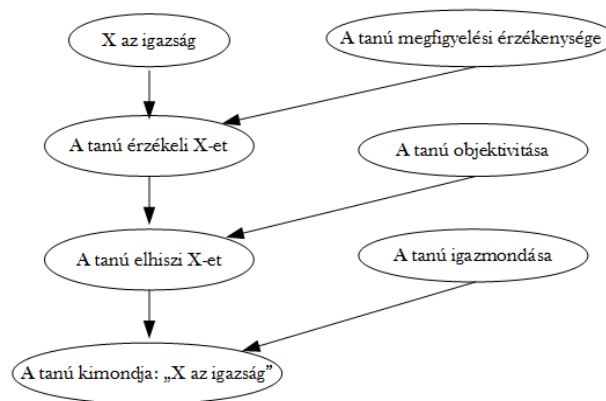 X az igazság
A tanú megfigyelési érzékenysége
A tanú érzékeli X-et
A tanú objektivitása
A tanú elhiszi X-et
A tanú igazmondása
A tanú kimondja: „X az igazság”